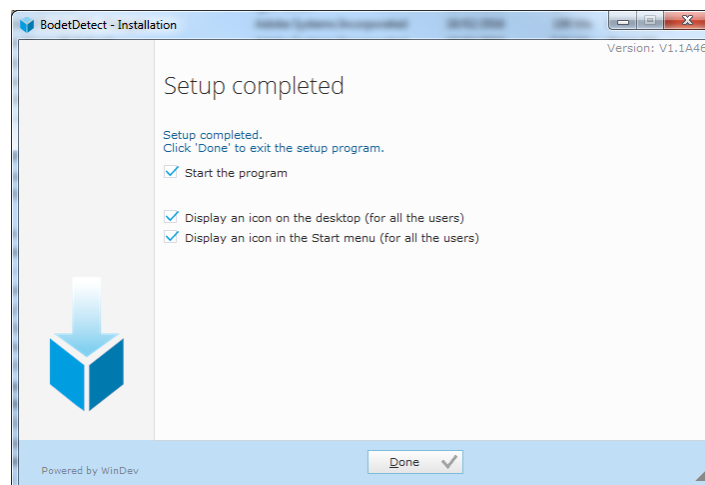 BodetDetect - Installation
Version: V1.1A46
Setup completed
Setup completed.
Click 'Done' to exit the setup program.
Start the program
Display an icon on the desktop (for all the users)
Display an icon in the Start menu (for all the users)
Done
Powered by WinDev